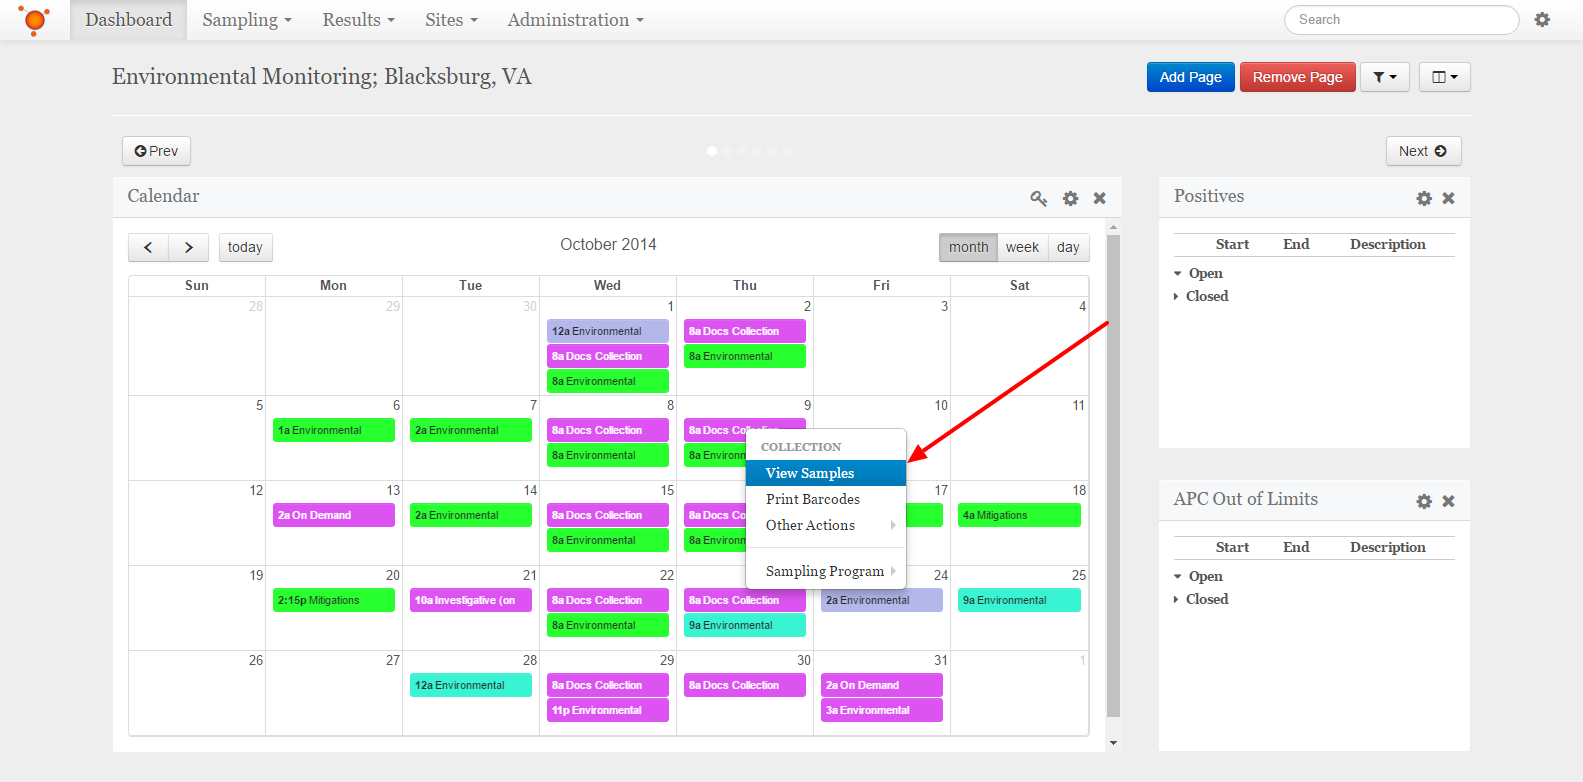 Dashboard Sampling Results Sites Administration Search
Environmental Monitoring; Blacksburg, VA
Add Page Remove Page
Prev
Next
Calendar
today
October 2014
month week day
Sun Mon Tue Wed Thu Fri Sat
28 29 30 1 2 3 4
12a Environmental 8a Docs Collection
8a Docs Collection 8a Environmental
8a Environmental
5 6 7 8 9 10 11
1a Environmental 2a Environmental 8a Docs Collection 8a Docs Collection
8a Environmental 8a Environ
COLLECTION
View Samples
Print Barcodes
Other Actions
Sampling Program
12 13 14 15 17 18
2a On Demand 2a Environmental 8a Docs Collection 8a Docs 4a Mitigations
8a Environmental 8a Environ
19 20 21 22 24 25
2:15p Mitigations 10a Investigative (on 8a Docs Collection 8a Docs Collection 2a Environmental 9a Environmental
8a Environmental 9a Environmental
26 27 28 29 30 31 1
12a Environmental 8a Docs Collection 8a Docs Collection 2a On Demand
11p Environmental 3a Environmental
Positives
Start End Description
Open
Closed
APC Out of Limits
Start End Description
Open
Closed